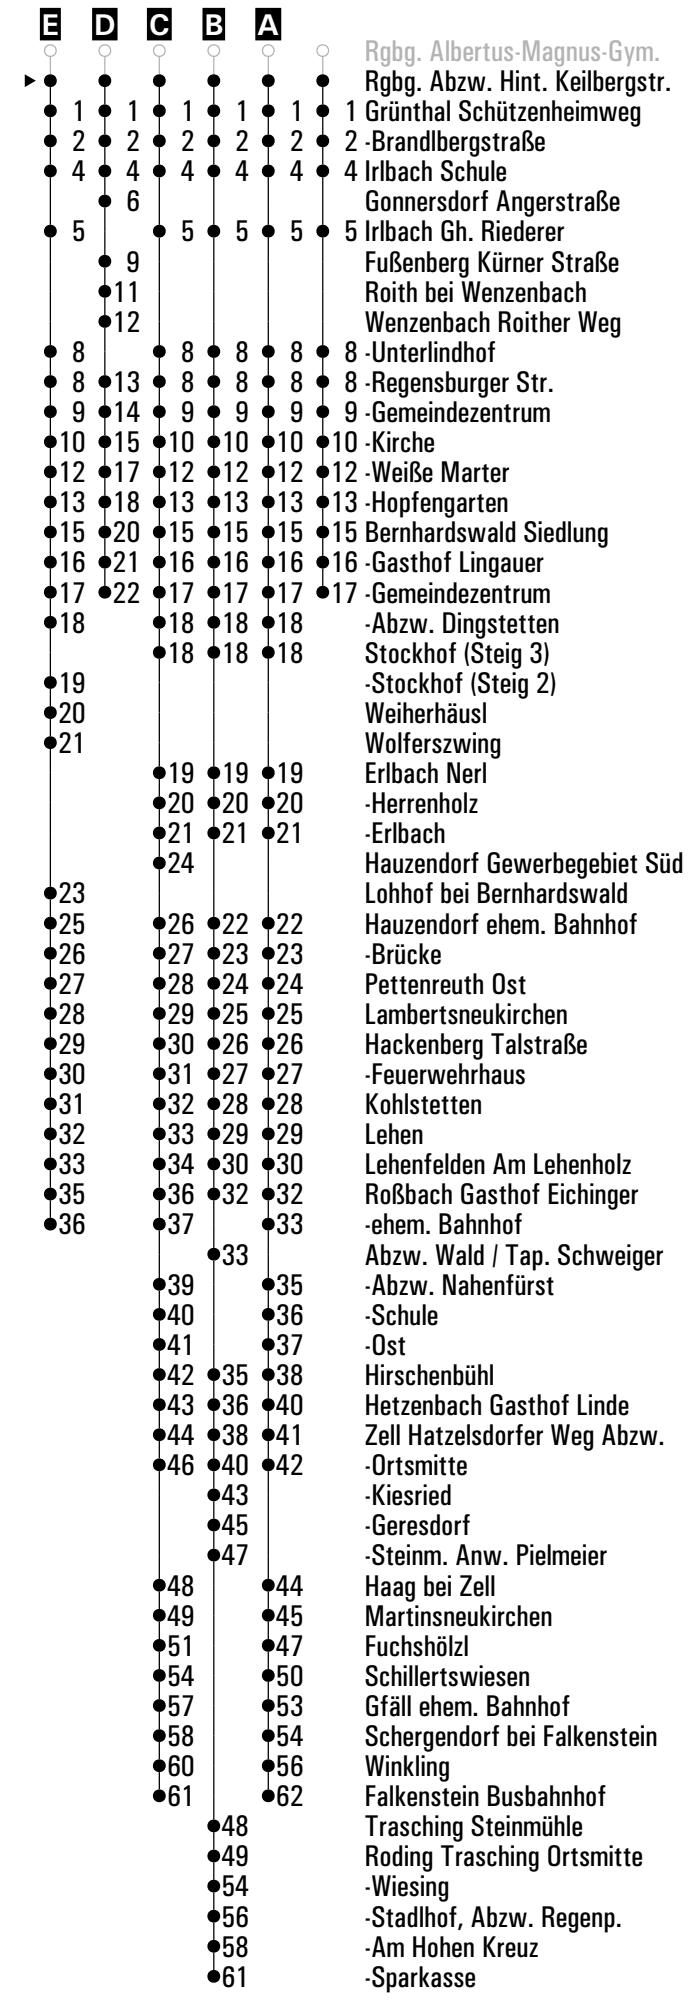 E D C B A
Rgbg. Albertus-Magnus-Gym.
Rgbg. Abzw. Hint. Keilbergstr.
1 1 1 1 1 1 Grünthal Schützenheimweg
2 2 2 2 2 2 -Brandlbergstraße
4 4 4 4 4 4 Irlbach Schule
6 Gonnersdorf Angerstraße
5 5 5 5 5 Irlbach Gh. Riederer
9 Fußenberg Kürner Straße
11 Roith bei Wenzenbach
12 Wenzenbach Roither Weg
8 8 8 8 8 -Unterlindhof
8 13 8 8 8 8 -Regensburger Str.
9 14 9 9 9 9 -Gemeindezentrum
10 15 10 10 10 10 -Kirche
12 17 12 12 12 12 -Weiße Marter
13 18 13 13 13 13 -Hopfengarten
15 20 15 15 15 15 Bernhardswald Siedlung
16 21 16 16 16 16 -Gasthof Lingauer
17 22 17 17 17 17 -Gemeindezentrum
18 18 18 18 -Abzw. Dingstetten
18 18 18 Stockhof (Steig 3)
19 -Stockhof (Steig 2)
20 Weiherhäusl
21 Wolferszwing
19 19 19 Erlbach Nerl
20 20 20 -Herrenholz
21 21 21 -Erlbach
24 Hauzendorf Gewerbegebiet Süd
23 Lohhof bei Bernhardswald
25 26 22 22 Hauzendorf ehem. Bahnhof
26 27 23 23 -Brücke
27 28 24 24 Pettenreuth Ost
28 29 25 25 Lambertsneukirchen
29 30 26 26 Hackenberg Talstraße
30 31 27 27 -Feuerwehrhaus
31 32 28 28 Kohlstetten
32 33 29 29 Lehen
33 34 30 30 Lehenfelden Am Lehenholz
35 36 32 32 Roßbach Gasthof Eichinger
36 37 33 -ehem. Bahnhof
33 Abzw. Wald / Tap. Schweiger
39 35 -Abzw. Nahenfürst
40 36 -Schule
41 37 -Ost
42 35 38 Hirschenbühl
43 36 40 Hetzenbach Gasthof Linde
44 38 41 Zell Hatzelsdorfer Weg Abzw.
46 40 42 -Ortsmitte
43 -Kiesried
45 -Geresdorf
47 -Steinm. Anw. Pielmeier
48 44 Haag bei Zell
49 45 Martinsneukirchen
51 47 Fuchshölzl
54 50 Schillertswiesen
57 53 Gfäll ehem. Bahnhof
58 54 Schergendorf bei Falkenstein
60 56 Winkling
61 62 Falkenstein Busbahnhof
48 Trasching Steinmühle
49 Roding Trasching Ortsmitte
54 -Wiesing
56 -Stadlhof, Abzw. Regenp.
58 -Am Hohen Kreuz
61 -Sparkasse